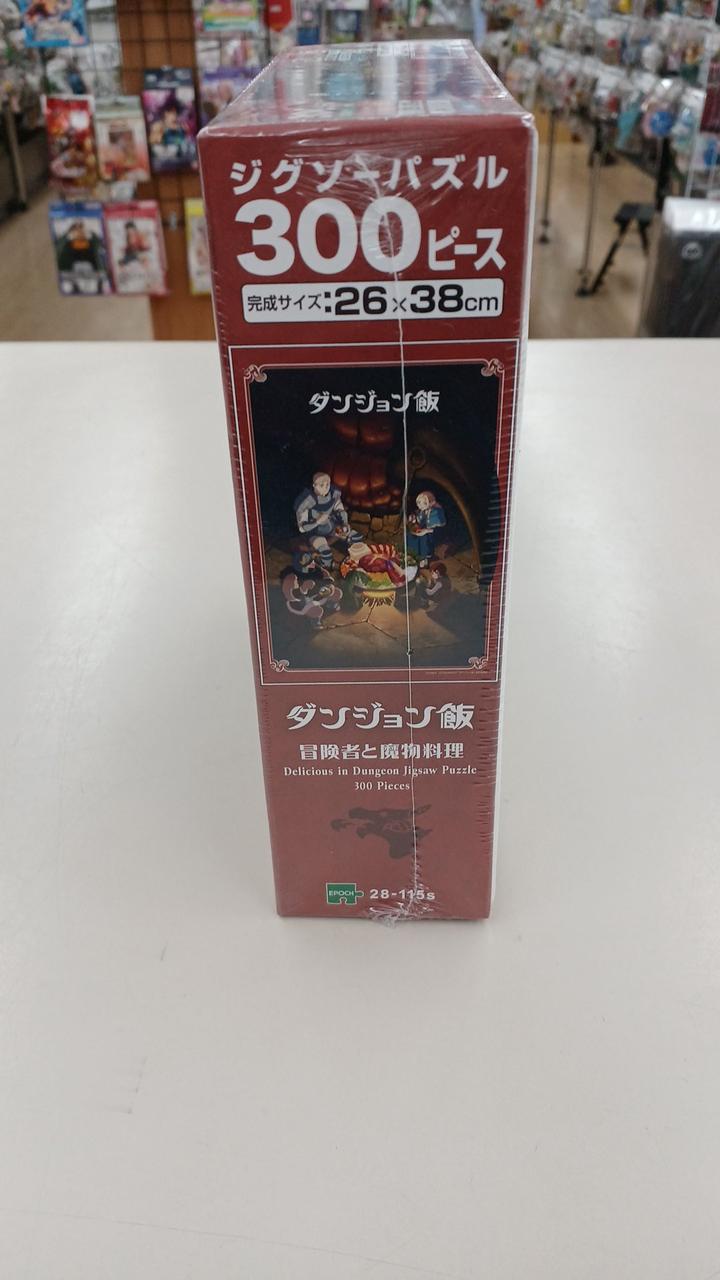 ジグソーパズル
300ピース
完成サイズ:26×38cm
ダンジョン飯
ダンジョン飯
冒険者と魔物料理
Delicious in Dungeon Jigsaw Puzzle
300 Pieces
EPOCH 28-115s